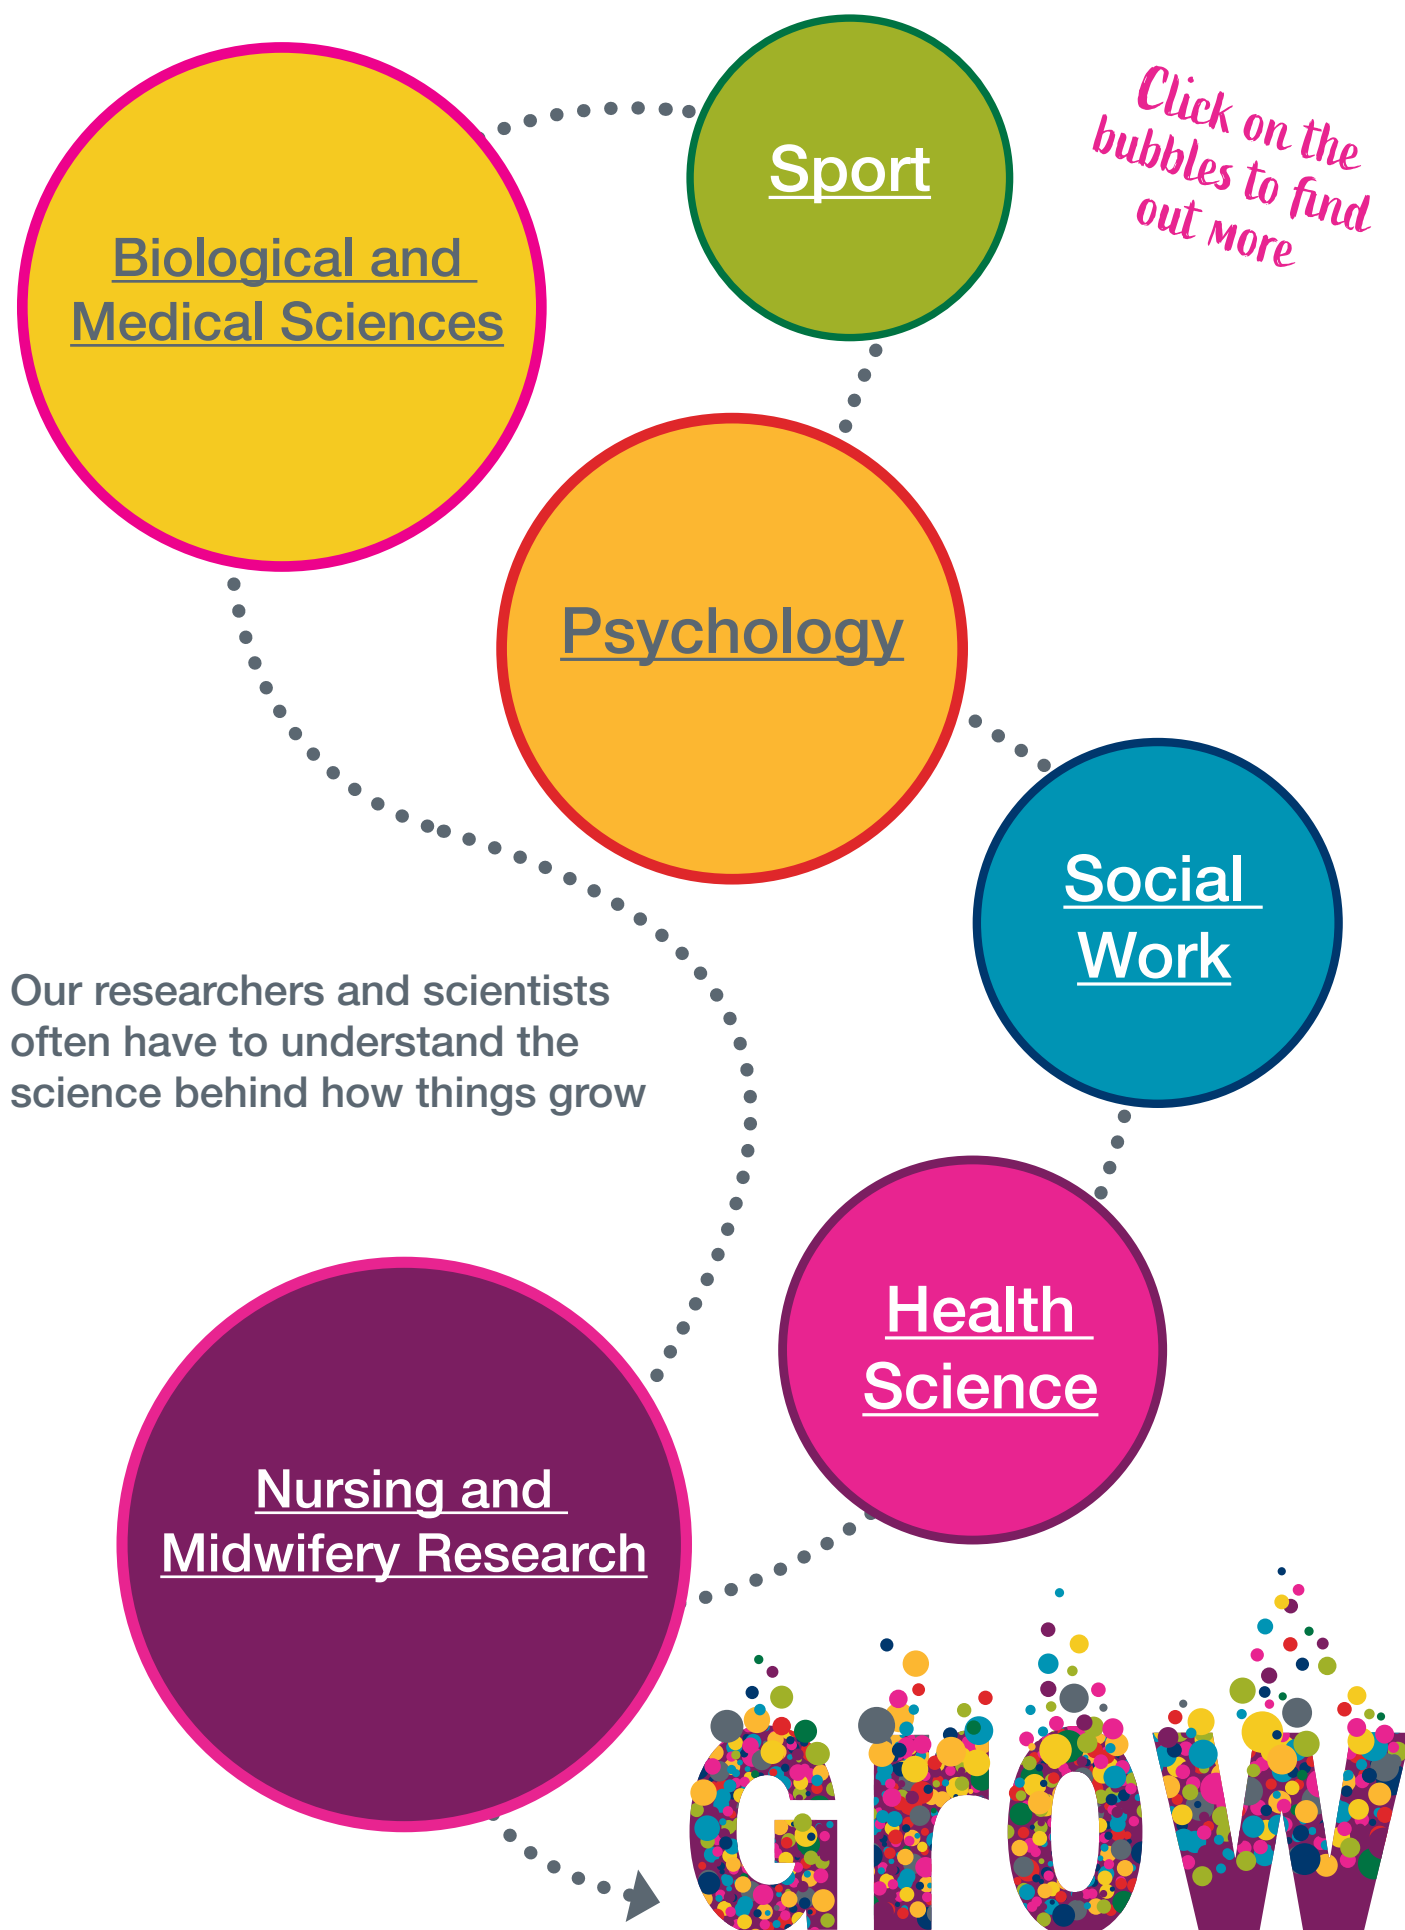 Click on the
bubbles to find
out more
Sport
Biological and
Medical Sciences
Psychology
Social
Work
Our researchers and scientists
often have to understand the
science behind how things grow
Health
Science
Nursing and
Midwifery Research
Grow